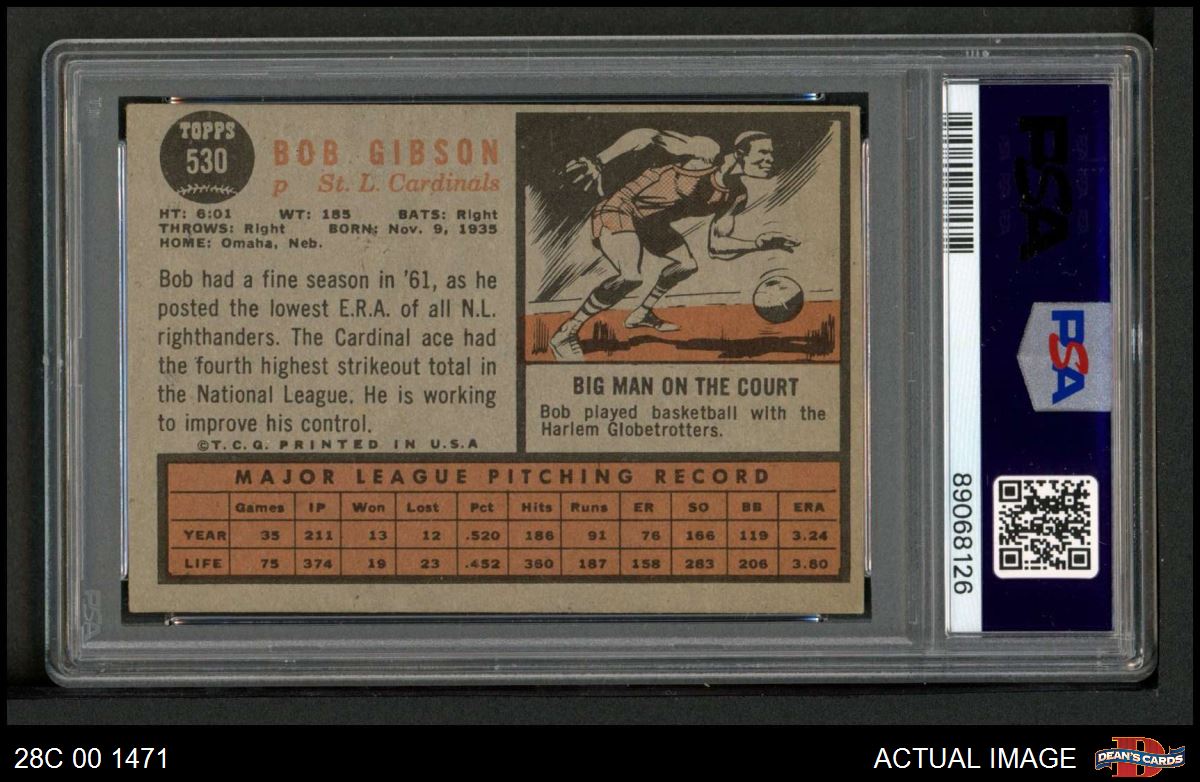 TOPPS
530
BOB GIBSON
p St. L. Cardinals
HT: 6:01 WT: 185 BATS: Right
THROWS: Right BORN: Nov. 9, 1935
HOME: Omaha, Neb.
Bob had a fine season in '61, as he
posted the lowest E.R.A. of all N.L.
righthanders. The Cardinal ace had
the fourth highest strikeout total in
the National League. He is working
to improve his control.
©T.C.G. PRINTED IN U.S.A
BIG MAN ON THE COURT
Bob played basketball with the
Harlem Globetrotters.
MAJOR LEAGUE PITCHING RECORD
Games IP Won Lost Pct Hits Runs ER SO BB ERA
YEAR 35 211 13 12 .520 186 91 76 166 119 3.24
LIFE 75 374 19 23 .452 360 187 158 283 206 3.80
PSA
PSA
PSA
89068126
28C 00 1471
ACTUAL IMAGE
D
DEAN'S CARDS